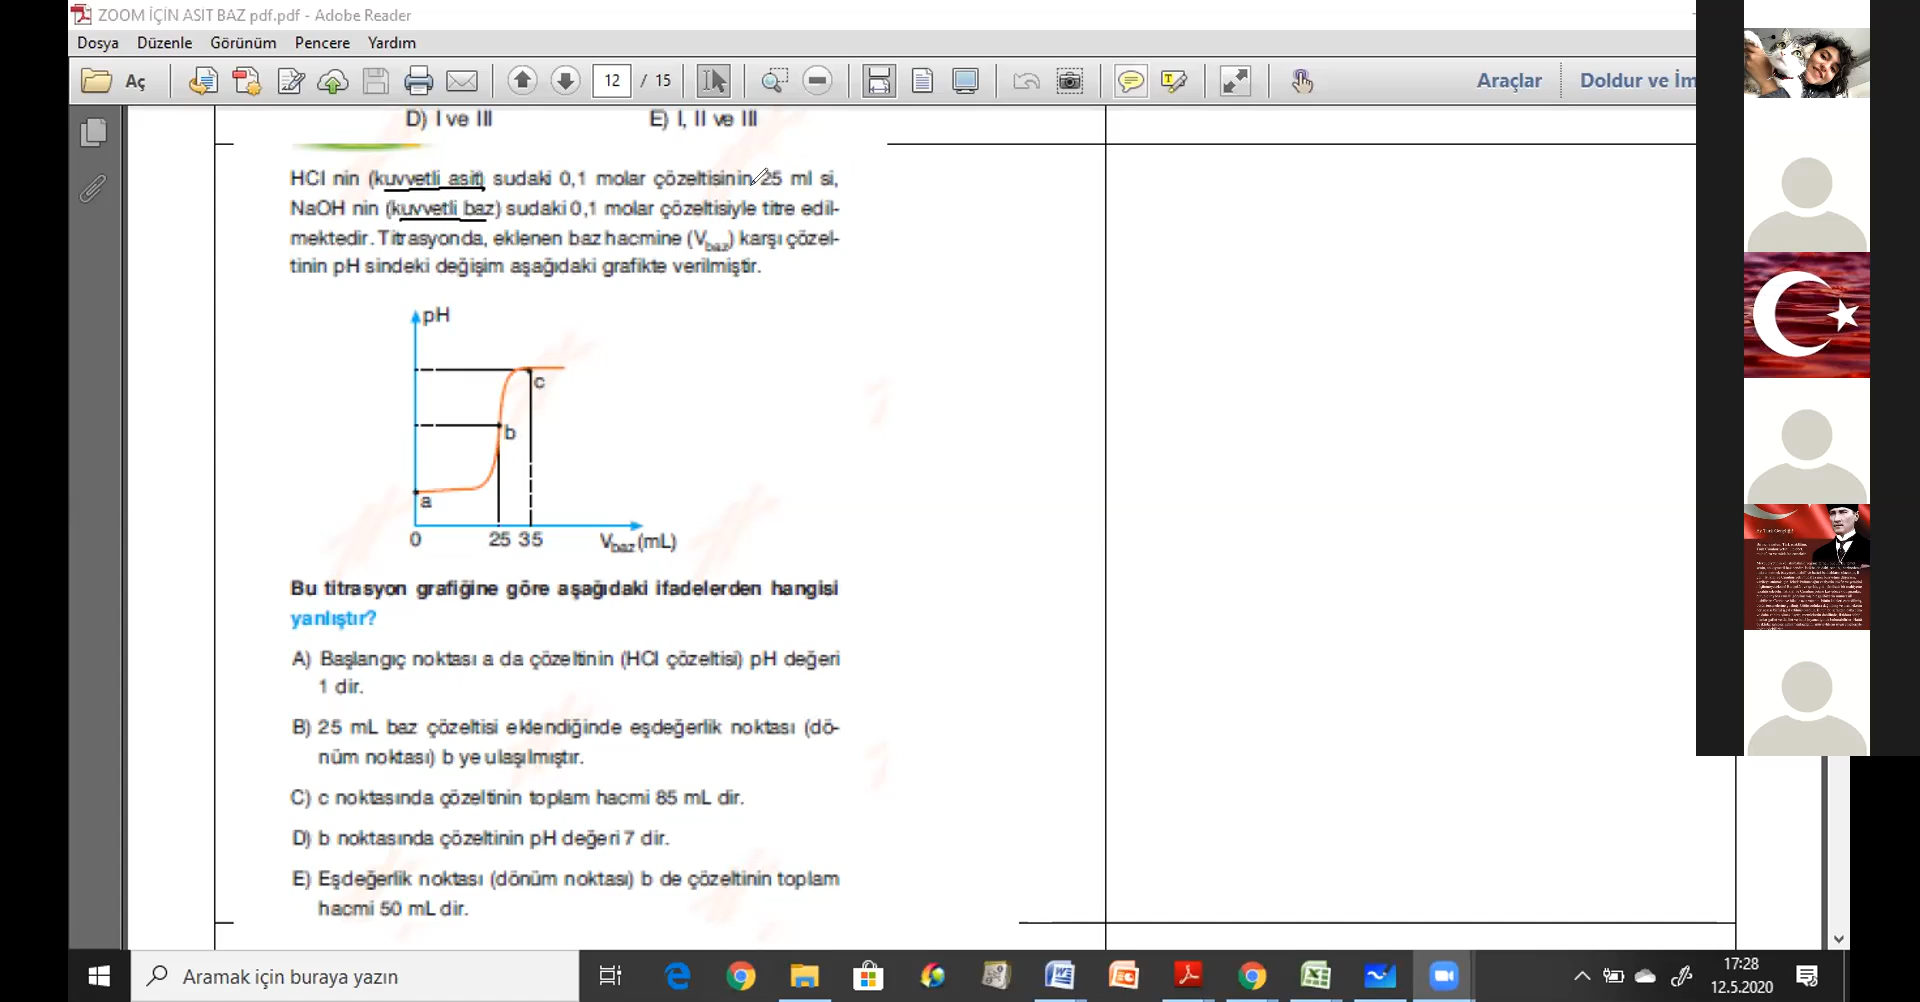 ZOOM İÇİN ASIT BAZ pdf.pdf - Adobe Reader
Dosya Düzenle Görünüm Pencere Yardım
Aç 12 / 15 Araçlar Doldur ve İm
D) I ve III E) I, II ve III
HCl nin (kuvvetli asit) sudaki 0,1 molar çözeltisinin 25 ml si,
NaOH nin (kuvvetli baz) sudaki 0,1 molar çözeltisiyle titre edil-
mektedir. Titrasyonda, eklenen baz hacmine (Vbaz) karşı çözel-
tinin pH sindeki değişim aşağıdaki grafikte verilmiştir.
pH
c
b
a
0 25 35 Vbaz(mL)
Bu titrasyon grafiğine göre aşağıdaki ifadelerden hangisi
yanlıştır?
A) Başlangıç noktası a da çözeltinin (HCl çözeltisi) pH değeri
1 dir.
B) 25 mL baz çözeltisi eklendiğinde eşdeğerlik noktası (dö-
nüm noktası) b ye ulaşılmıştır.
C) c noktasında çözeltinin toplam hacmi 85 mL dir.
D) b noktasında çözeltinin pH değeri 7 dir.
E) Eşdeğerlik noktası (dönüm noktası) b de çözeltinin toplam
hacmi 50 mL dir.
Aramak için buraya yazın
17:28
12.5.2020